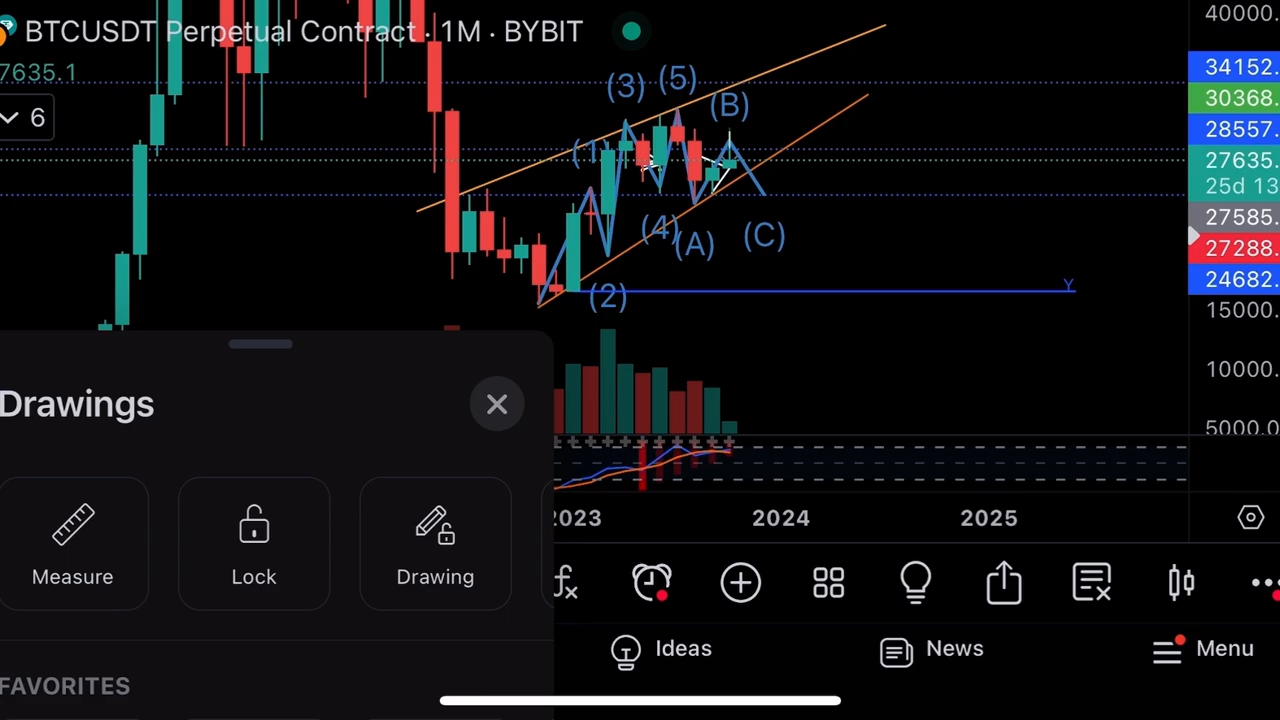 BTCUSDT Perpetual Contract · 1M · BYBIT
7635.1
6
40000.
34152.
30368.
28557.
27635.
25d 13
27585.
27288.
24682.
15000.
10000.
5000.0
(1)
(2)
(3)
(4)
(5)
(A)
(B)
(C)
Y
Drawings
Measure
Lock
Drawing
FAVORITES
2023
2024
2025
Ideas
News
Menu